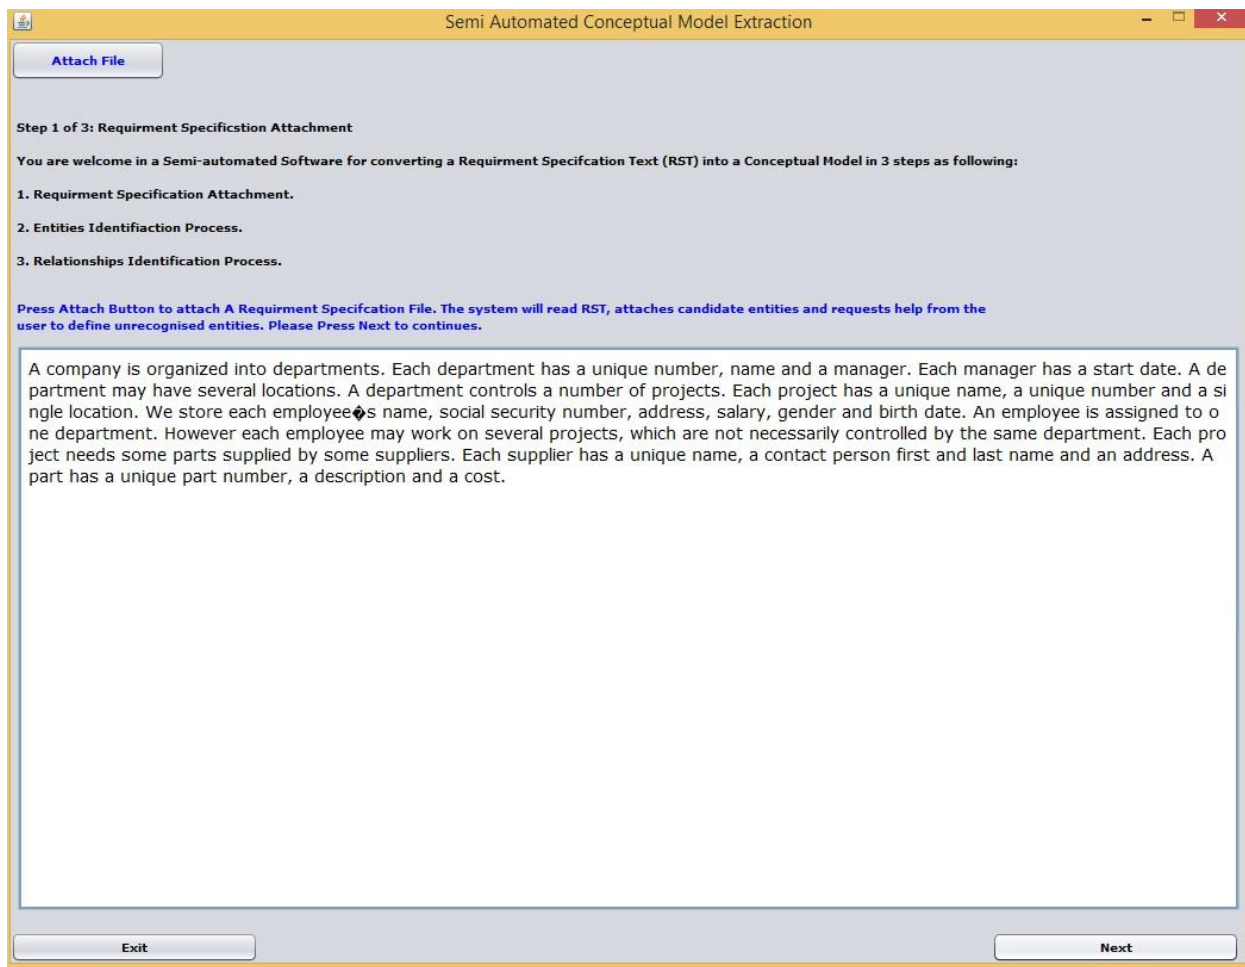 Semi Automated Conceptual Model Extraction
Attach File
Step 1 of 3: Requirment Specificstion Attachment
You are welcome in a Semi-automated Software for converting a Requirment Specifcation Text (RST) into a Conceptual Model in 3 steps as following:
1. Requirment Specification Attachment.
2. Entities Identifiaction Process.
3. Relationships Identification Process.
Press Attach Button to attach A Requirment Specifcation File. The system will read RST, attaches candidate entities and requests help from the
user to define unrecognised entities. Please Press Next to continues.
A company is organized into departments. Each department has a unique number, name and a manager. Each manager has a start date. A de
partment may have several locations. A department controls a number of projects. Each project has a unique name, a unique number and a si
ngle location. We store each employee�s name, social security number, address, salary, gender and birth date. An employee is assigned to o
ne department. However each employee may work on several projects, which are not necessarily controlled by the same department. Each pro
ject needs some parts supplied by some suppliers. Each supplier has a unique name, a contact person first and last name and an address. A
part has a unique part number, a description and a cost.
Exit
Next